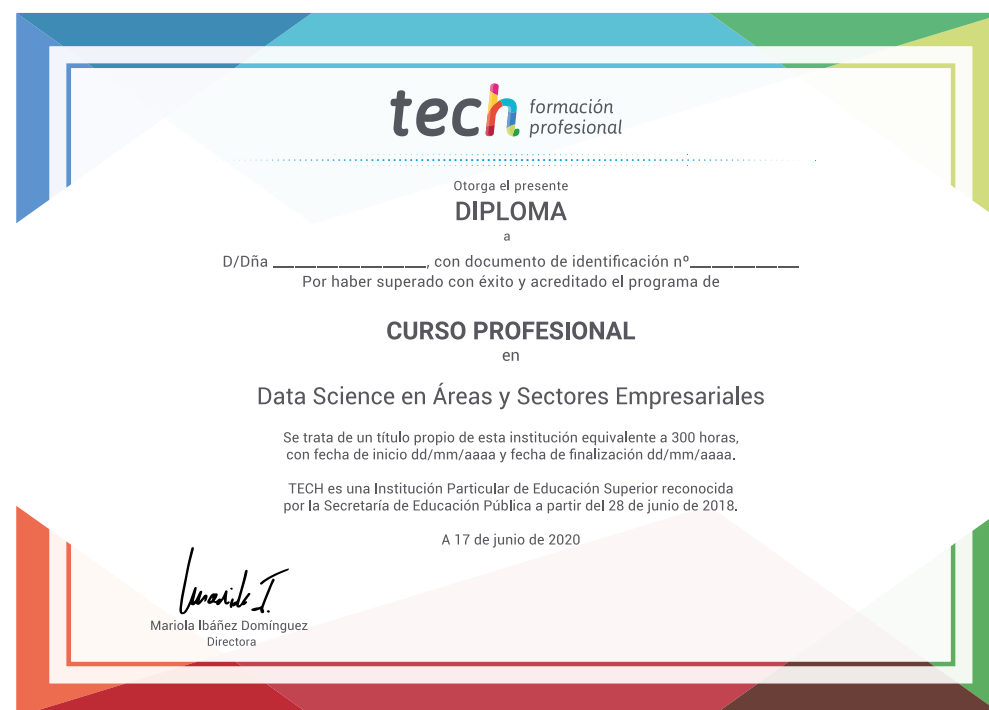 tech formación
profesional
Otorga el presente
DIPLOMA
a
D/Dña ______________, con documento de identificación nº__________
Por haber superado con éxito y acreditado el programa de
CURSO PROFESIONAL
en
Data Science en Áreas y Sectores Empresariales
Se trata de un título propio de esta institución equivalente a 300 horas,
con fecha de inicio dd/mm/aaaa y fecha de finalización dd/mm/aaaa.
TECH es una Institución Particular de Educación Superior reconocida
por la Secretaría de Educación Pública a partir del 28 de junio de 2018.
A 17 de junio de 2020
Mariola Ibáñez Domínguez
Directora